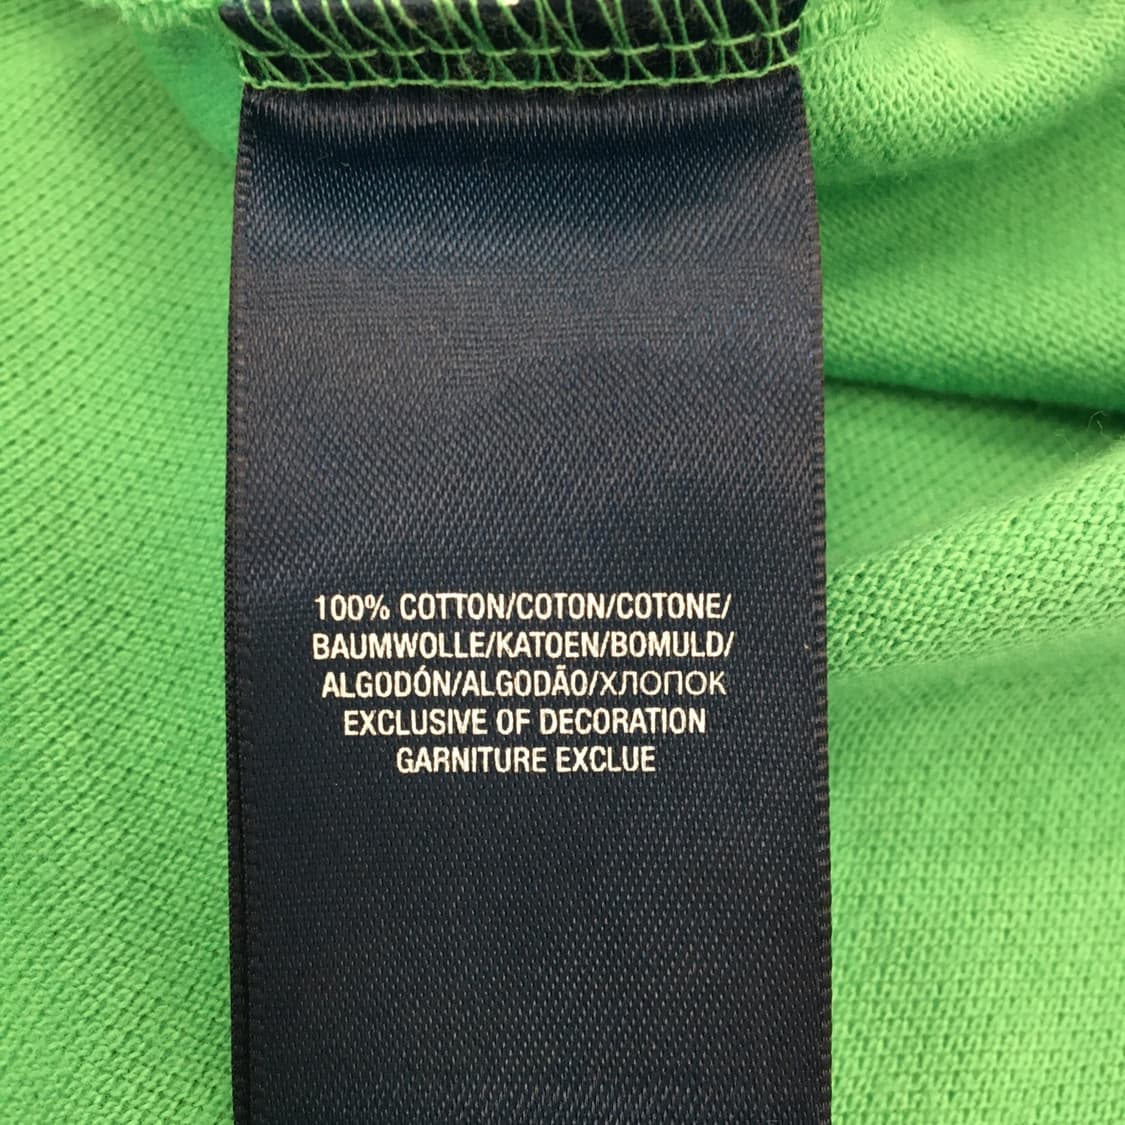 100% COTTON/COTON/COTONE/
BAUMWOLLE/KATOEN/BOMULD/
ALGODÓN/ALGODÃO/хлопок
EXCLUSIVE OF DECORATION
GARNITURE EXCLUE